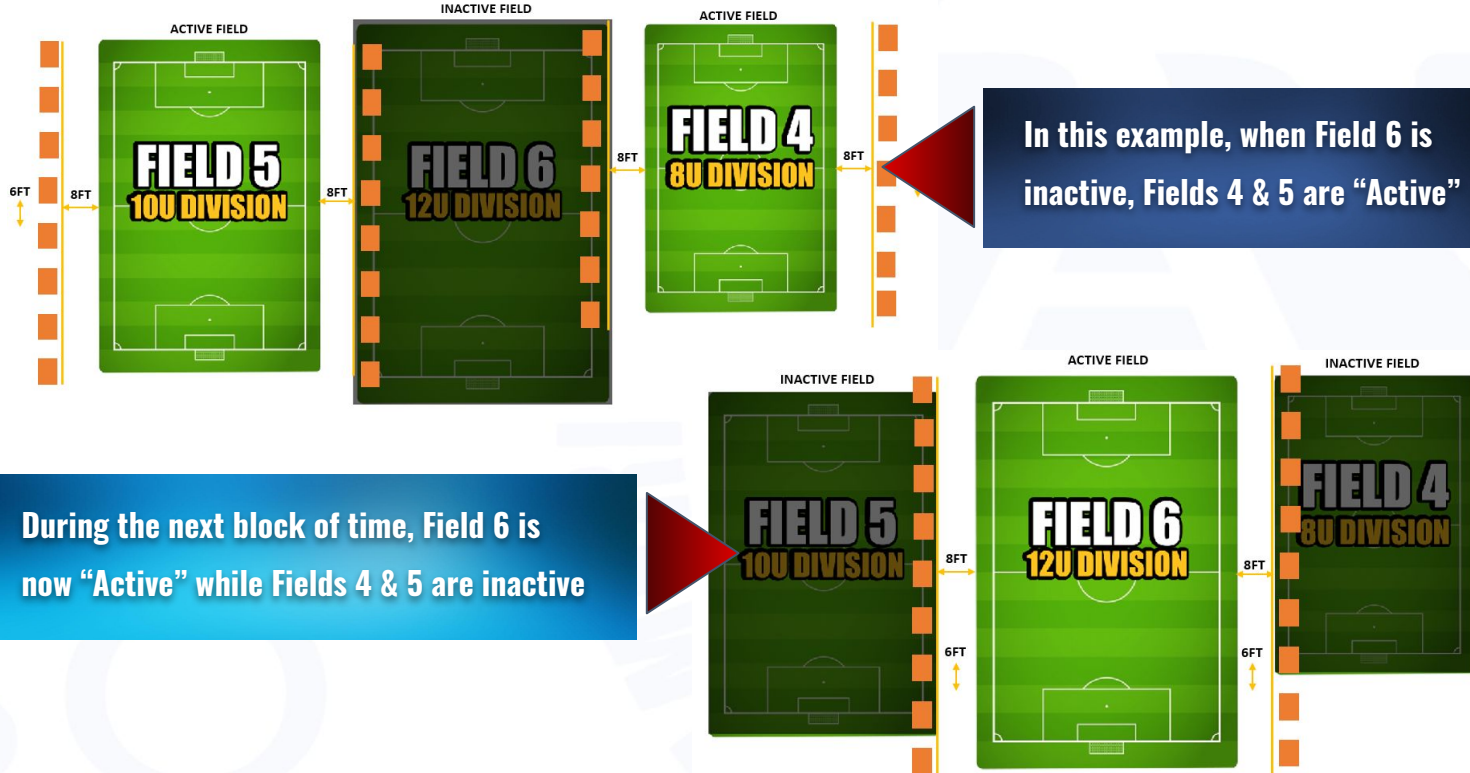 ACTIVE FIELD
INACTIVE FIELD
ACTIVE FIELD
FIELD 5
10U DIVISION
FIELD 6
12U DIVISION
FIELD 4
8U DIVISION
6FT
8FT
8FT
8FT
8FT
In this example, when Field 6 is
inactive, Fields 4 & 5 are “Active”
During the next block of time, Field 6 is
now “Active” while Fields 4 & 5 are inactive
INACTIVE FIELD
ACTIVE FIELD
INACTIVE FIELD
FIELD 5
10U DIVISION
FIELD 6
12U DIVISION
FIELD 4
8U DIVISION
8FT
8FT
6FT
6FT